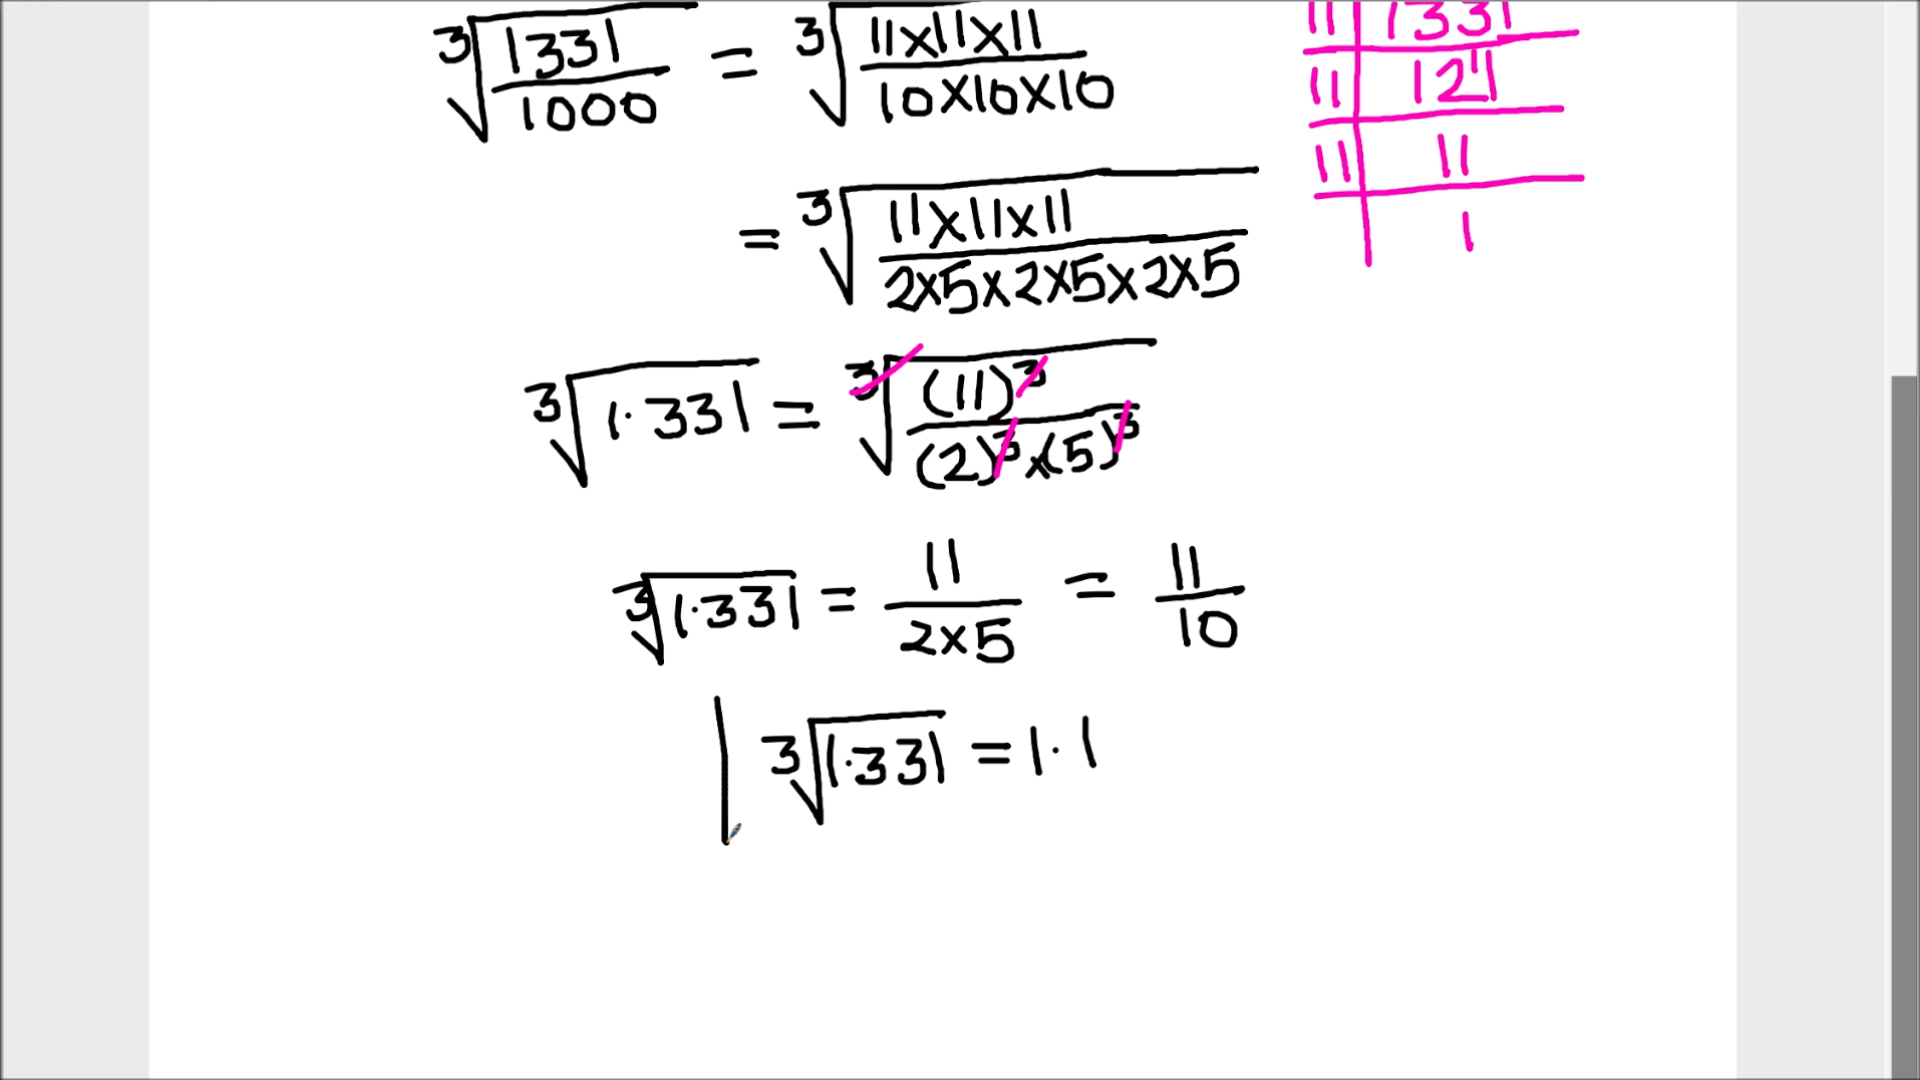 ∛(1331/1000) = ∛(11×11×11/10×10×10)
= ∛(11×11×11/2×5×2×5×2×5)
∛1·331 = ∛((11)³/(2)³×(5)³)
∛1·331 = 11/2×5 = 11/10
∛1·331 = 1·1
11 | 1331
11 | 121
11 | 11
| 1